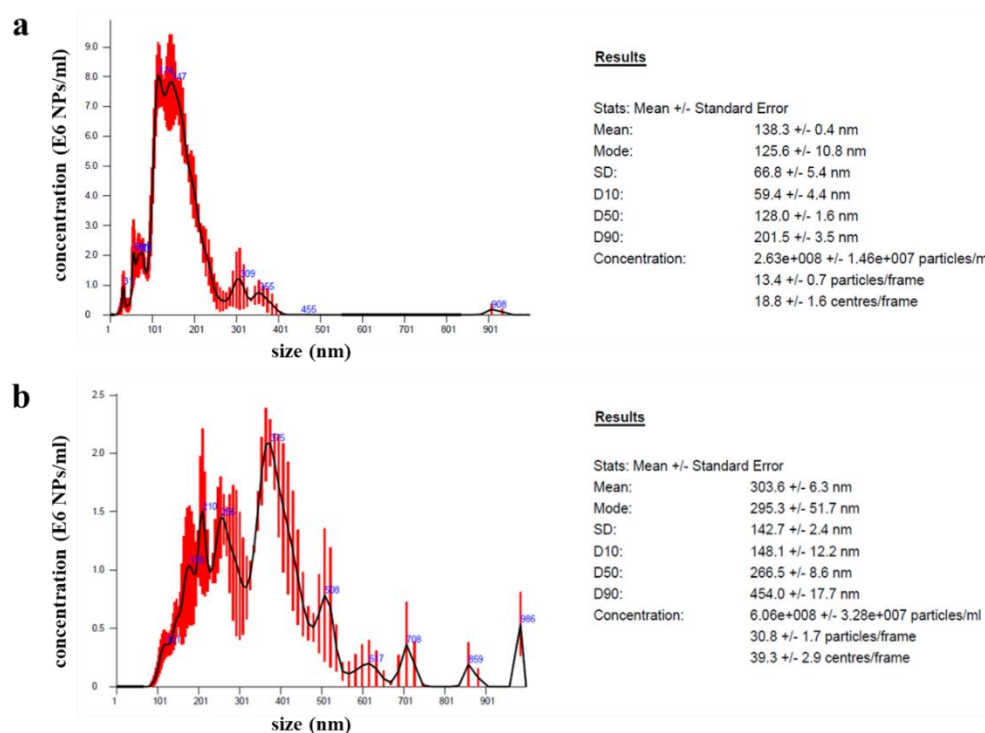 a
concentration (E6 NPs/ml)
9.0
8.0
7.0
6.0
5.0
4.0
3.0
2.0
1.0
0
147
309
355
455
908
1 101 201 301 401 501 601 701 801 901
size (nm)
Results
Stats: Mean +/- Standard Error
Mean: 138.3 +/- 0.4 nm
Mode: 125.6 +/- 10.8 nm
SD: 66.8 +/- 5.4 nm
D10: 59.4 +/- 4.4 nm
D50: 128.0 +/- 1.6 nm
D90: 201.5 +/- 3.5 nm
Concentration: 2.63e+008 +/- 1.46e+007 particles/m
13.4 +/- 0.7 particles/frame
18.8 +/- 1.6 centres/frame
b
concentration (E6 NPs/ml)
2.5
2.0
1.5
1.0
0.5
0
210
375
508
617
708
859
986
1 101 201 301 401 501 601 701 801 901
size (nm)
Results
Stats: Mean +/- Standard Error
Mean: 303.6 +/- 6.3 nm
Mode: 295.3 +/- 51.7 nm
SD: 142.7 +/- 2.4 nm
D10: 148.1 +/- 12.2 nm
D50: 266.5 +/- 8.6 nm
D90: 454.0 +/- 17.7 nm
Concentration: 6.06e+008 +/- 3.28e+007 particles/ml
30.8 +/- 1.7 particles/frame
39.3 +/- 2.9 centres/frame